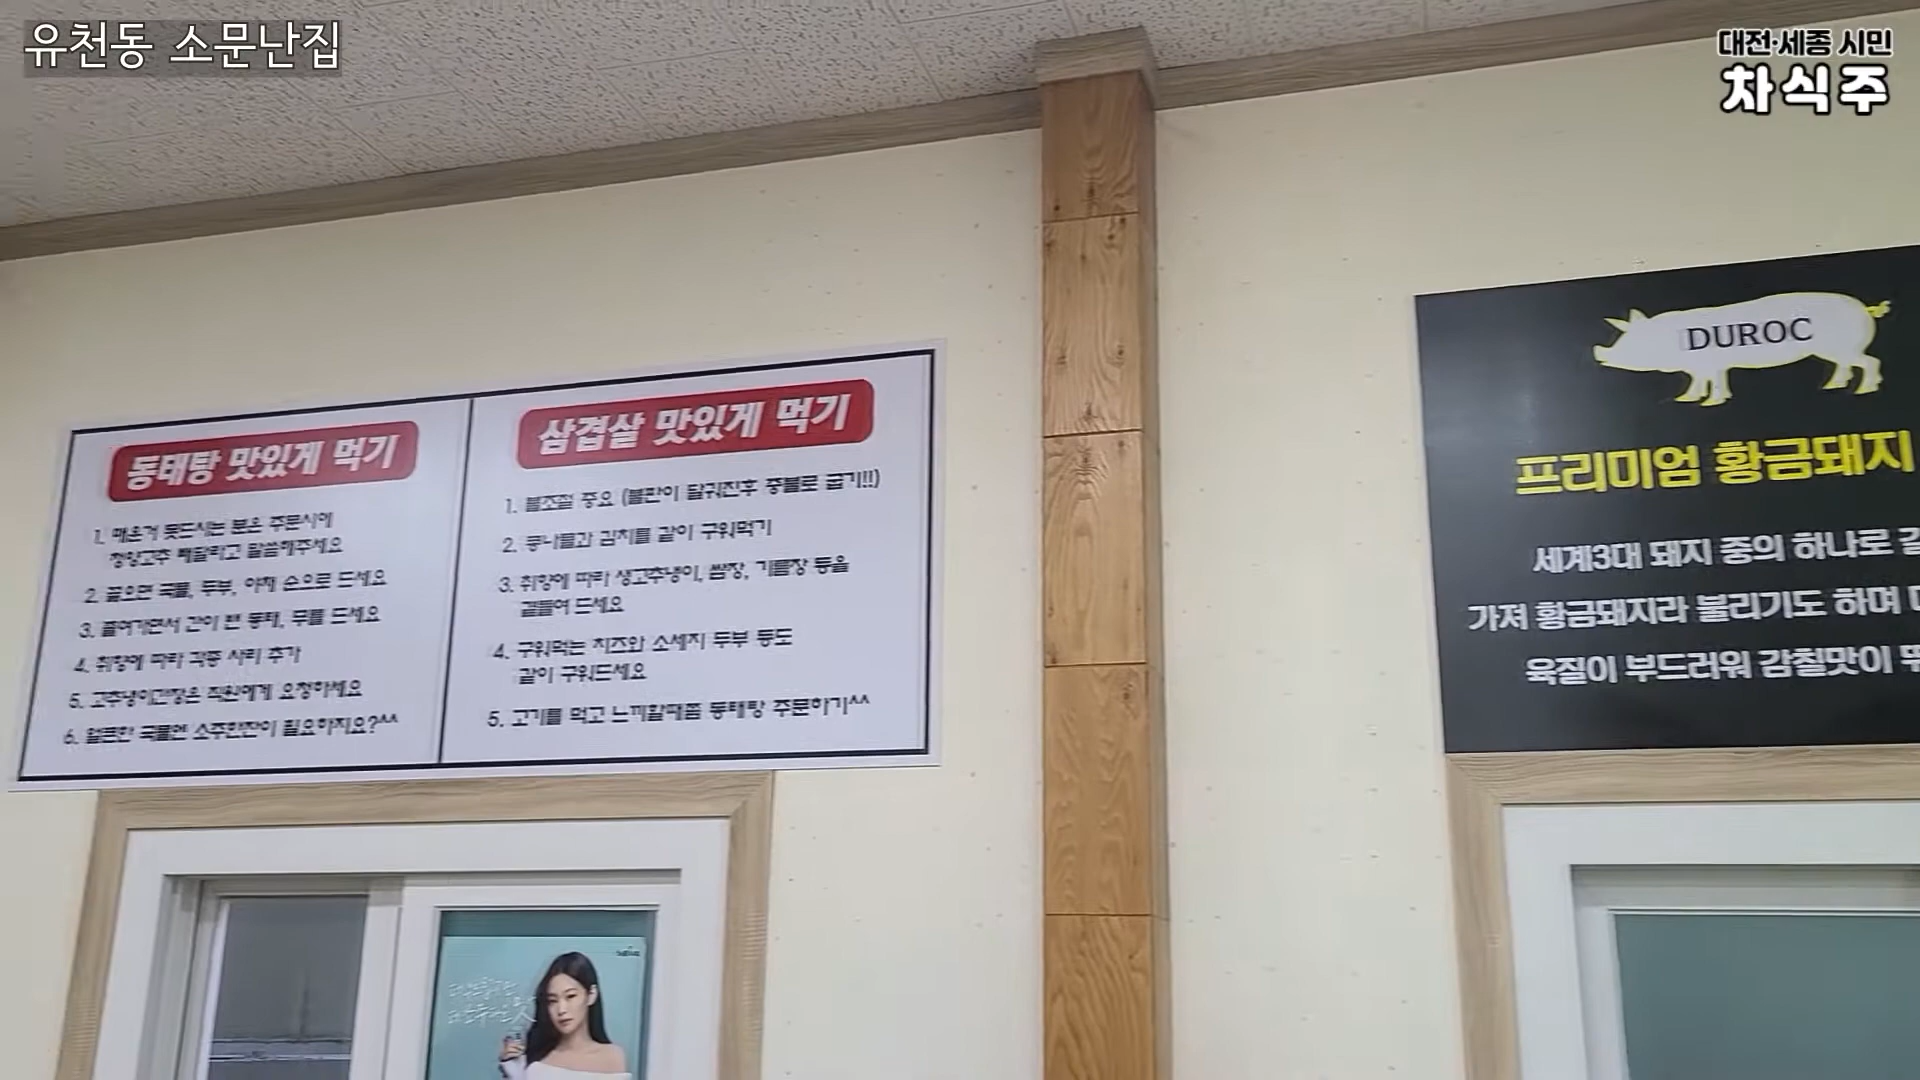 유천동 소문난집
대전·세종 시민
차식주
동태탕 맛있게 먹기
1. 매운거 못드시는 분은 주문시에
청양고추 빼달라고 말씀해주세요
2. 끓으면 국물, 두부, 야채 순으로 드세요
3. 끓여가면서 간이 밴 동태, 무를 드세요
4. 취향에 따라 각종 사리 추가
5. 고추냉이간장은 직원에게 요청하세요
6. 얼큰한 국물엔 소주한잔이 필요하지요?^^
삼겹살 맛있게 먹기
1. 불조절 중요 (불판이 달궈진후 중불로 굽기!!)
2. 콩나물과 김치를 같이 구워먹기
3. 취향에 따라 생고추냉이, 쌈장, 기름장 등을
곁들여 드세요
4. 구워먹는 치즈와 소세지 두부 등도
같이 구워드세요
5. 고기를 먹고 느끼할때쯤 동태탕 주문하기^^
DUROC
프리미엄 황금돼지
세계3대 돼지 중의 하나로
가져 황금돼지라 불리기도 하며
육질이 부드러워 감칠맛이